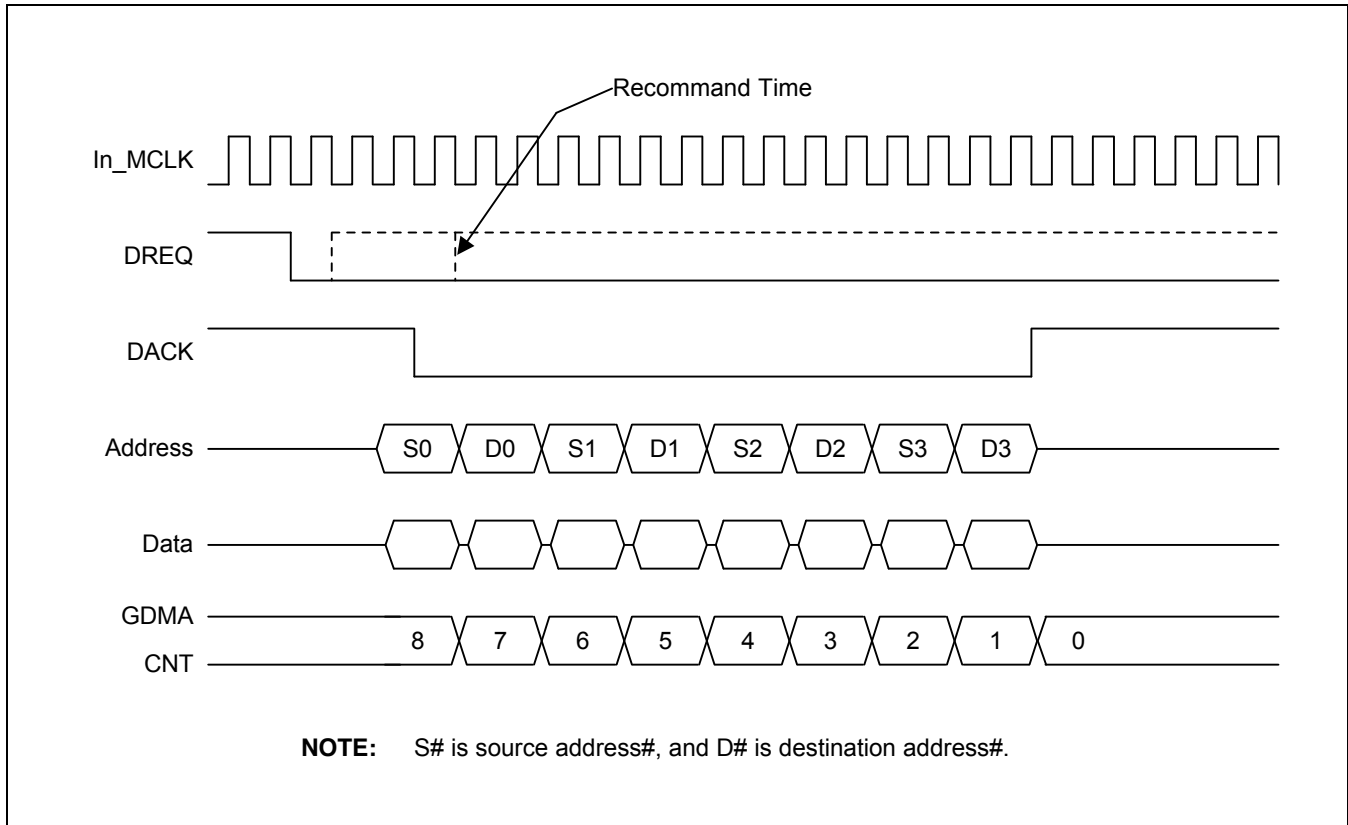 Recommand Time
In_MCLK
DREQ
DACK
Address S0 D0 S1 D1 S2 D2 S3 D3
Data
GDMA
CNT
8 7 6 5 4 3 2 1 0
NOTE: S# is source address#, and D# is destination address#.